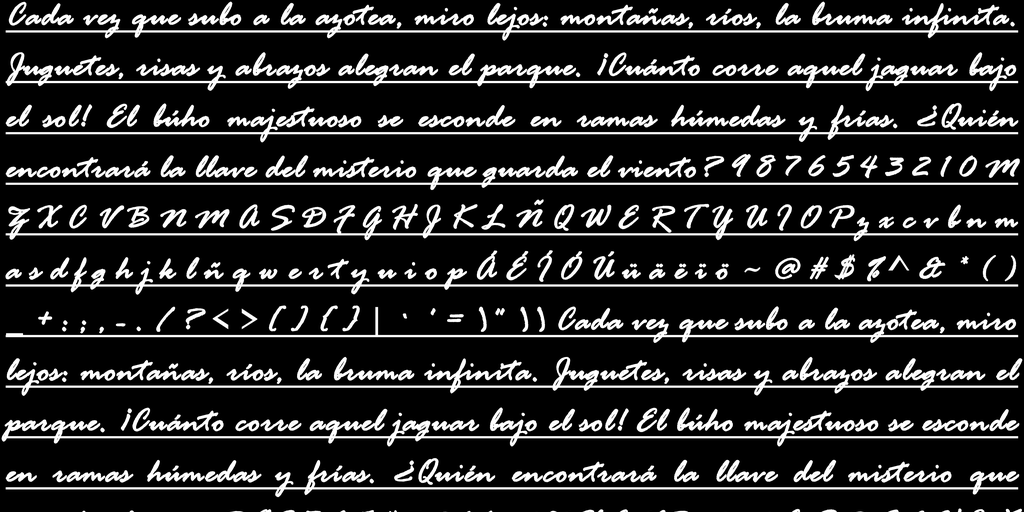 Cada vez que subo a la azotea, miro lejos: montañas, ríos, la bruma infinita.
Juguetes, risas y abrazos alegran el parque. ¡Cuánto corre aquel jaguar bajo
el sol! El búho majestuoso se esconde en ramas húmedas y frías. ¿Quién
encontrará la llave del misterio que guarda el viento? 9 8 7 6 5 4 3 2 1 0 M
Z X C V B N M A S D F G H J K L Ñ Q W E R T Y U I O P z x c v b n m
a s d f g h j k l ñ q w e r t y u i o p Á É Í Ó Ú ü ä ë ï ö ~ @ # $ % ^ & * ( )
_ + : ; , - . / ? < > [ ] { } | ` ' = \ " \ ) ) Cada vez que subo a la azotea, miro
lejos: montañas, ríos, la bruma infinita. Juguetes, risas y abrazos alegran el
parque. ¡Cuánto corre aquel jaguar bajo el sol! El búho majestuoso se esconde
en ramas húmedas y frías. ¿Quién encontrará la llave del misterio que